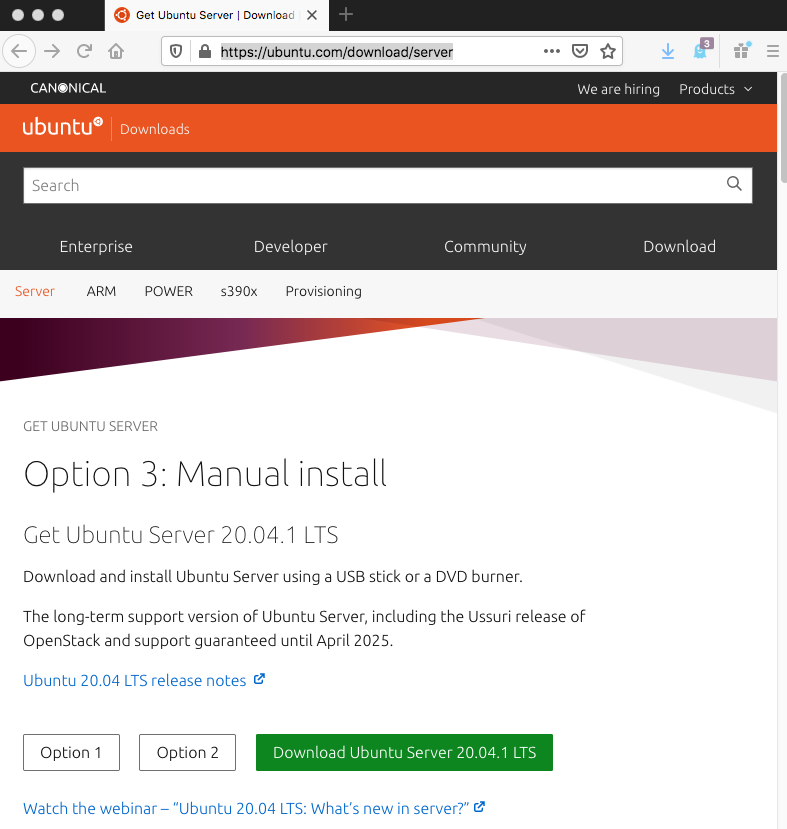 Get Ubuntu Server | Download
https://ubuntu.com/download/server
3
CANONICAL
We are hiring Products
ubuntu Downloads
Search
Enterprise Developer Community Download
Server ARM POWER s390x Provisioning
GET UBUNTU SERVER
Option 3: Manual install
Get Ubuntu Server 20.04.1 LTS
Download and install Ubuntu Server using a USB stick or a DVD burner.
The long-term support version of Ubuntu Server, including the Ussuri release of
OpenStack and support guaranteed until April 2025.
Ubuntu 20.04 LTS release notes
Option 1 Option 2 Download Ubuntu Server 20.04.1 LTS
Watch the webinar – “Ubuntu 20.04 LTS: What’s new in server?”